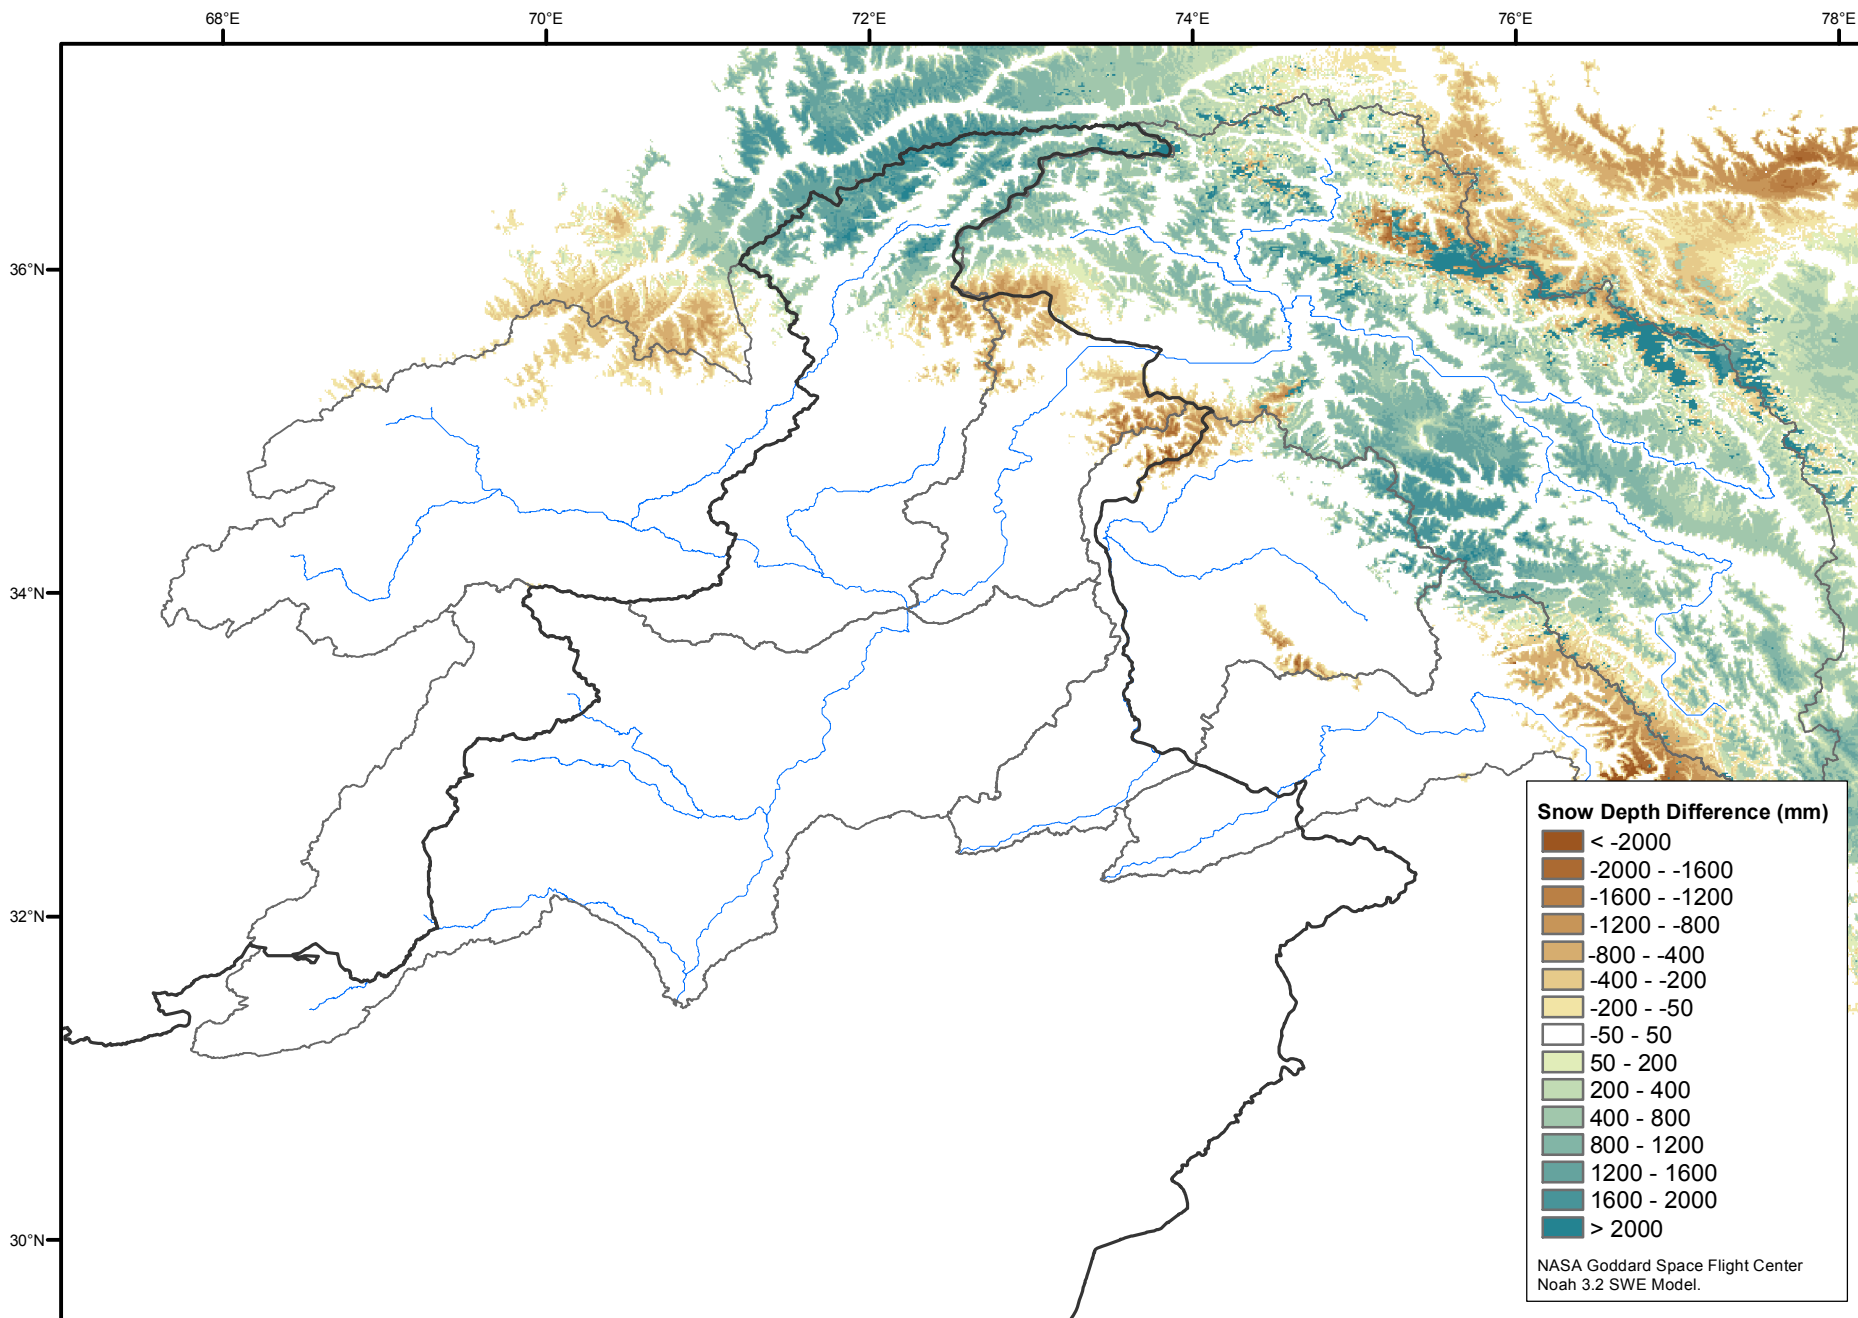 68°E
70°E
72°E
74°E
76°E
78°E
36°N
34°N
32°N
30°N
Snow Depth Difference (mm)
< -2000
-2000 - -1600
-1600 - -1200
-1200 - -800
-800 - -400
-400 - -200
-200 - -50
-50 - 50
50 - 200
200 - 400
400 - 800
800 - 1200
1200 - 1600
1600 - 2000
> 2000
NASA Goddard Space Flight Center
Noah 3.2 SWE Model.